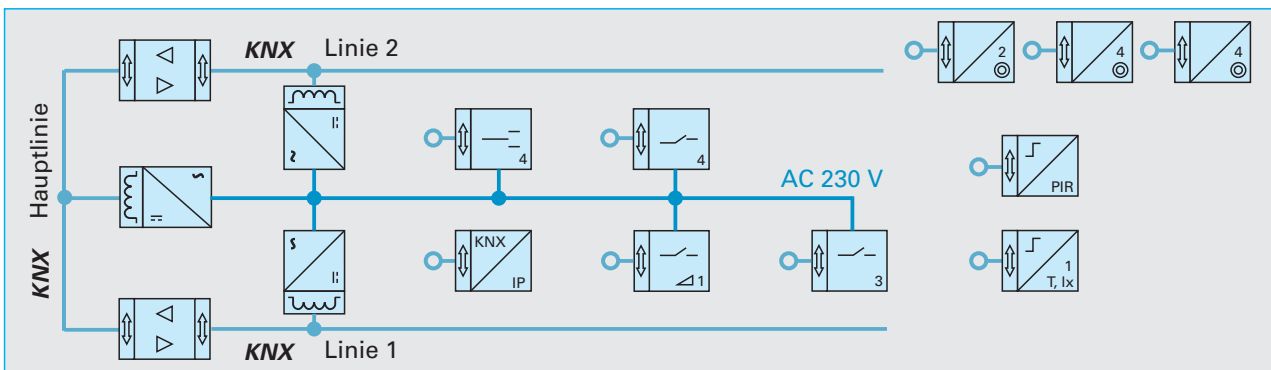 KNX Linie 2
2
4
4
Hauptlinie
KNX
4
4
AC 230 V
PIR
KNX
IP
1
3
1
T, lx
KNX Linie 1